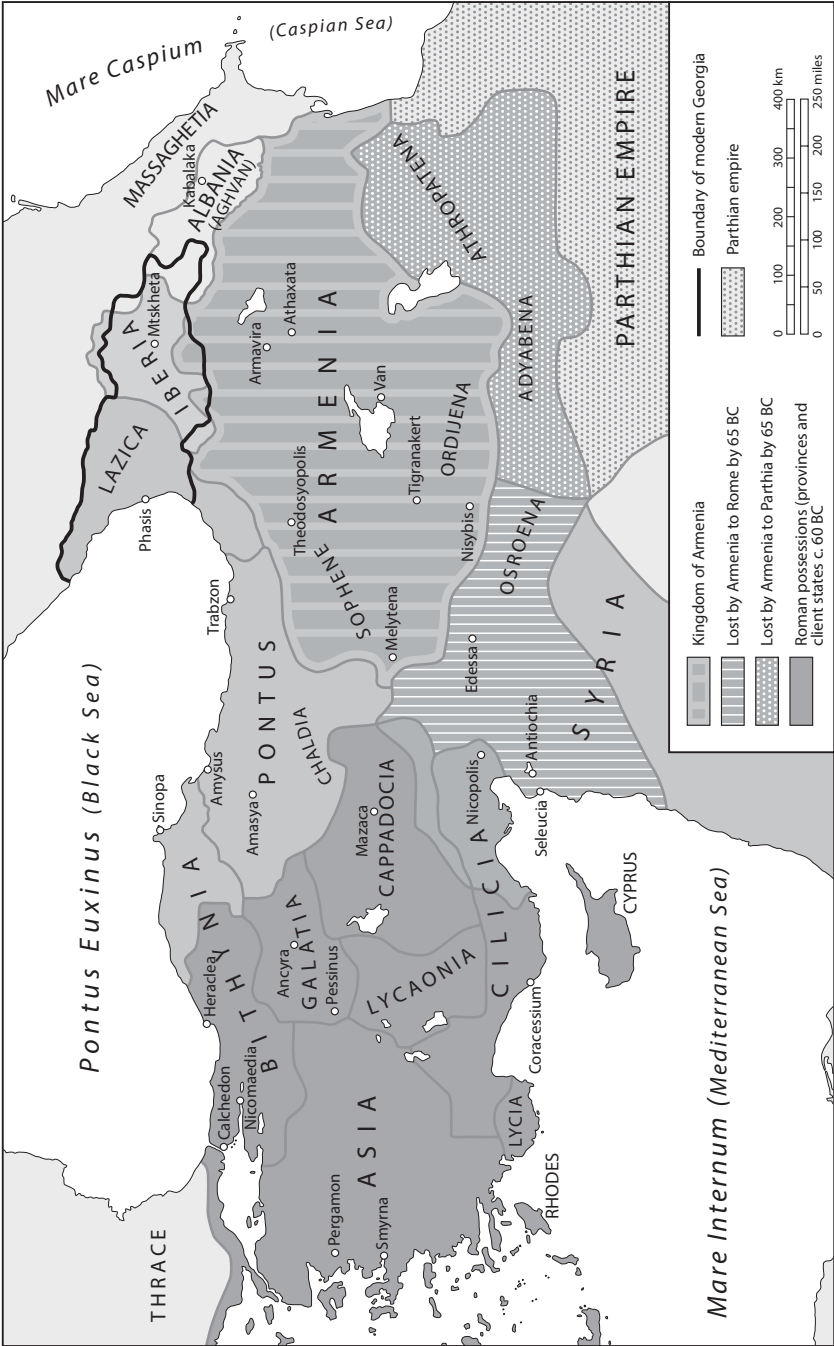 Mare Caspium
(Caspian Sea)
Pontus Euxinus (Black Sea)
MASSAGHETIA
Kabalaka
ALBANIA
(AGHVAN)
Mtskheta
IBERIA
LAZICA
Phasis
Trabzon
Sinopa
Amysus
Amasya
PONTUS
CHALDIA
Heraclea
Calchedon
Nicomaedia
BITHYNIA
THRACE
Ancyra
GALATIA
Pessinus
Mazaca
CAPPADOCIA
LYCAONIA
ASIA
Pergamon
Smyrna
LYCIA
RHODES
CILICIA
Coracessium
Nicopolis
CYPRUS
Seleucia
Antiochia
SYRIA
Edessa
OSROENA
Melytena
SOPHENE
Theodosyopolis
ARMENIA
Armavira
Athaxata
Van
Tigranakert
ORDIJENA
Nisybis
ATHROPATENA
ADYABENA
PARTHIAN EMPIRE
Mare Internum (Mediterranean Sea)
Kingdom of Armenia
Lost by Armenia to Rome by 65 BC
Lost by Armenia to Parthia by 65 BC
Roman possessions (provinces and
client states c. 60 BC
Boundary of modern Georgia
Parthian empire
0 100 200 300 400 km
0 50 100 150 200 250 miles